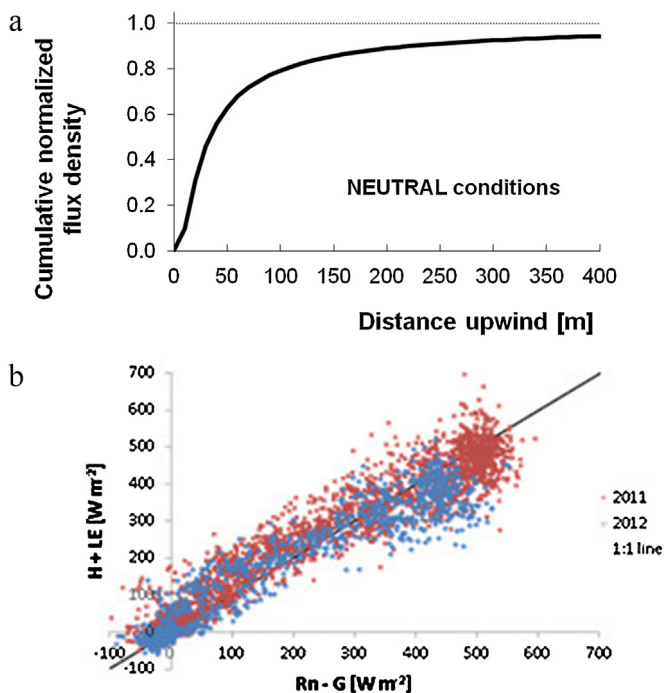 a
Cumulative normalized
flux density
1.0
0.8
0.6
0.4
0.2
0.0
NEUTRAL conditions
0 50 100 150 200 250 300 350 400
Distance upwind [m]
b
H + LE [W m-2]
700
600
500
400
300
200
100
0
-100
-100 0 100 200 300 400 500 600 700
Rn - G [W m-2]
2011
2012
1:1 line